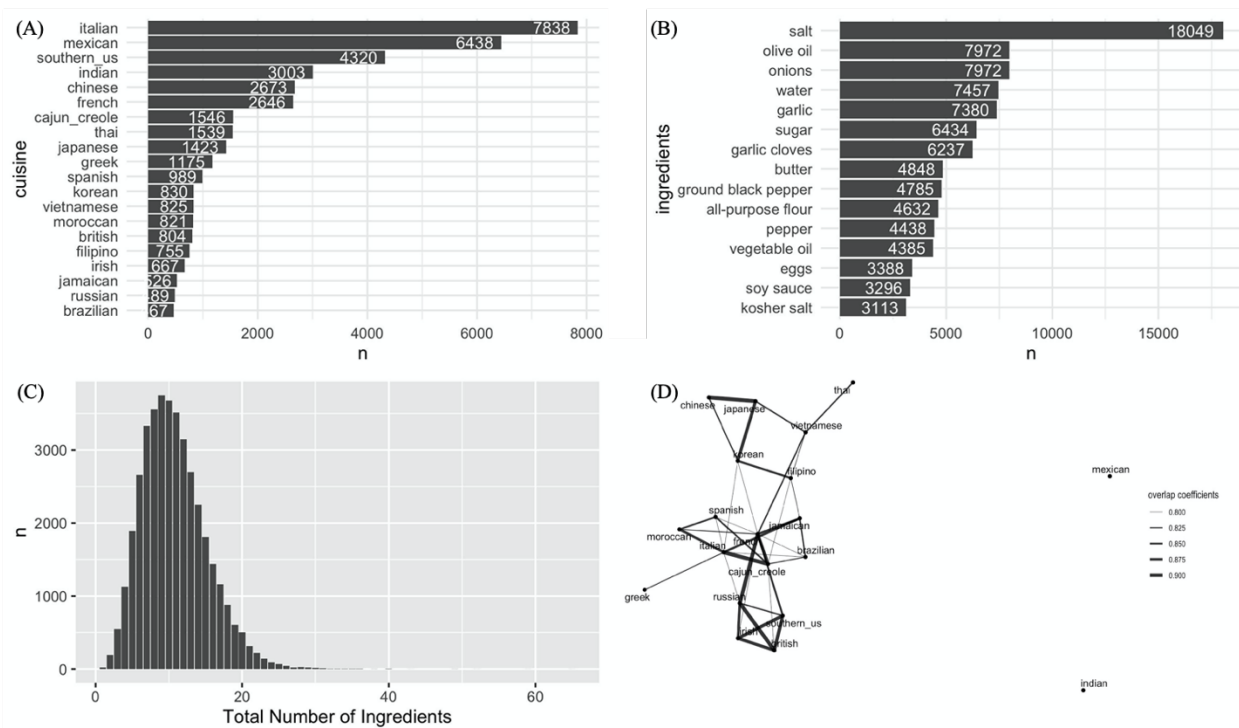 (A)
italian 7838
mexican 6438
southern_us 4320
indian 3003
chinese 2673
french 2646
cajun_creole 1546
thai 1539
japanese 1423
greek 1175
spanish 989
korean 830
vietnamese 825
moroccan 821
british 804
filipino 755
irish 667
jamaican 526
russian 89
brazilian 67
cuisine
0 2000 4000 6000 8000
n
(B)
salt 18049
olive oil 7972
onions 7972
water 7457
garlic 7380
sugar 6434
garlic cloves 6237
butter 4848
ground black pepper 4785
all-purpose flour 4632
pepper 4438
vegetable oil 4385
eggs 3388
soy sauce 3296
kosher salt 3113
ingredients
0 5000 10000 15000
n
(C)
3000
2000
1000
0
n
0 20 40 60
Total Number of Ingredients
(D)
thai
chinese
japanese
vietnamese
korean
filipino
mexican
spanish
jamaican
moroccan
french
italian
brazilian
cajun_creole
greek
russian
southern_us
irish
british
indian
overlap coefficients
0.800
0.825
0.850
0.875
0.900